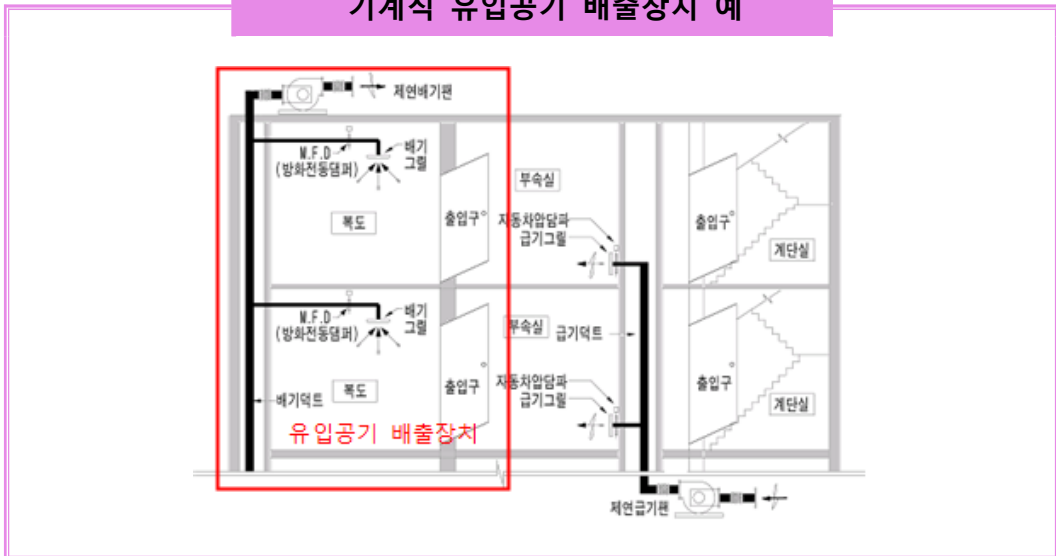 기계식 유입공기 배출장치 예
제연배기팬
M.F.D
(방화전동댐퍼)
배기
그릴
복도
출입구
부속실
자동차압담파
급기그릴
출입구
계단실
M.F.D
(방화전동댐퍼)
배기
그릴
복도
배기덕트
유입공기 배출장치
출입구
부속실
급기덕트
자동차압담파
급기그릴
출입구
계단실
제연급기팬